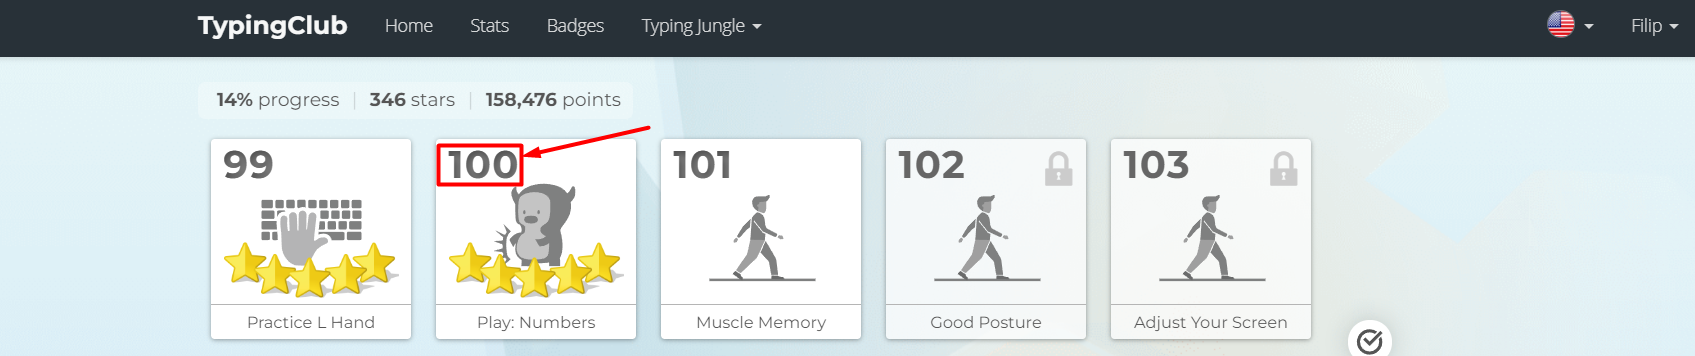 TypingClub Home Stats Badges Typing Jungle Filip
14% progress 346 stars 158,476 points
99 100 101 102 103
Practice L Hand Play: Numbers Muscle Memory Good Posture Adjust Your Screen